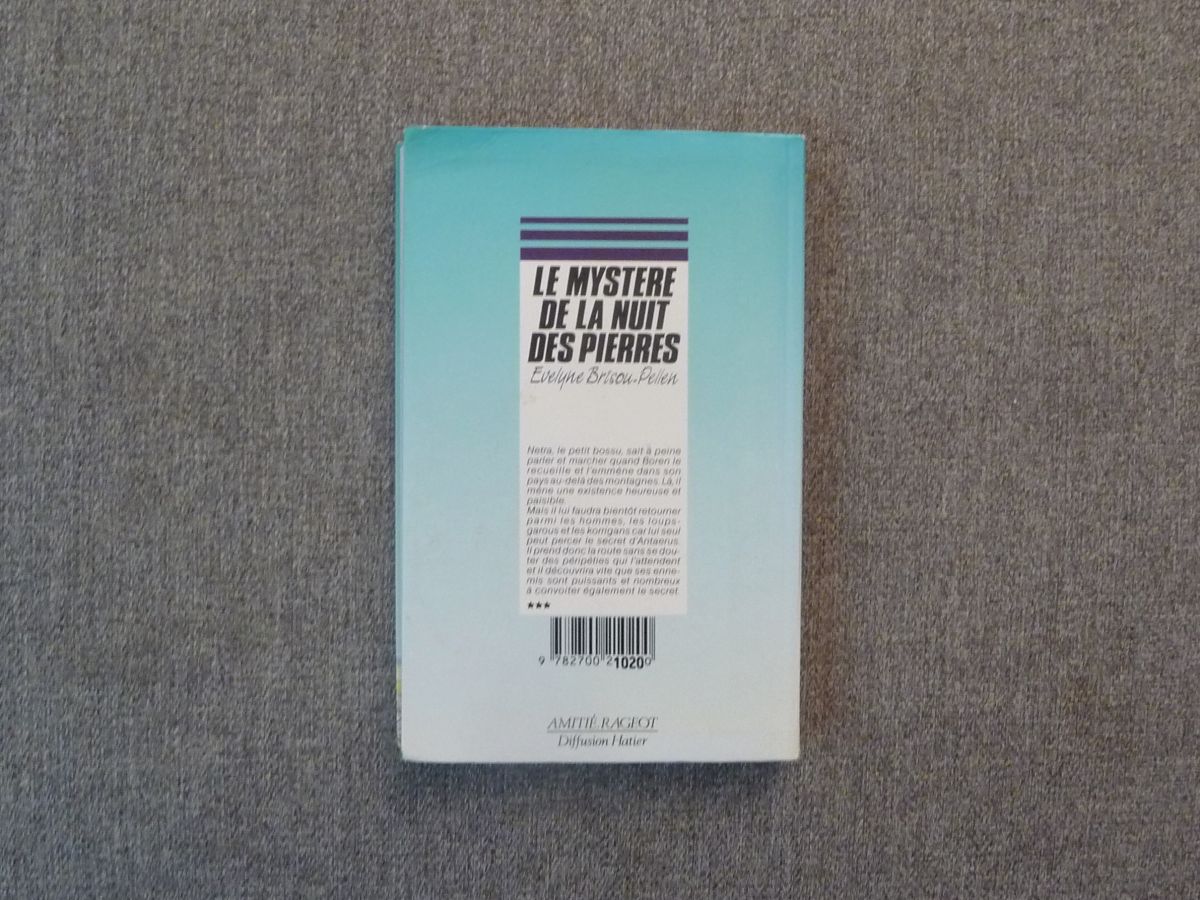 LE MYSTERE
DE LA NUIT
DES PIERRES
Evelyne Brisou-Pellen
Netra, le petit bossu, sait à peine
parler et marcher quand Boren le
recueille et l'emmène dans son
pays au-delà des montagnes. Là, il
mène une existence heureuse et
paisible.
Mais il lui faudra bientôt retourner
parmi les hommes, les loups-
garous et les korrigans car lui seul
peut percer le secret d'Antaerus.
Il prend donc la route sans se dou-
ter des péripéties qui l'attendent
et il découvrira vite que ses enne-
mis sont puissants et nombreux
à convoiter également le secret.
★★★
9 782700 210200
AMITIÉ.RAGEOT
Diffusion Hatier